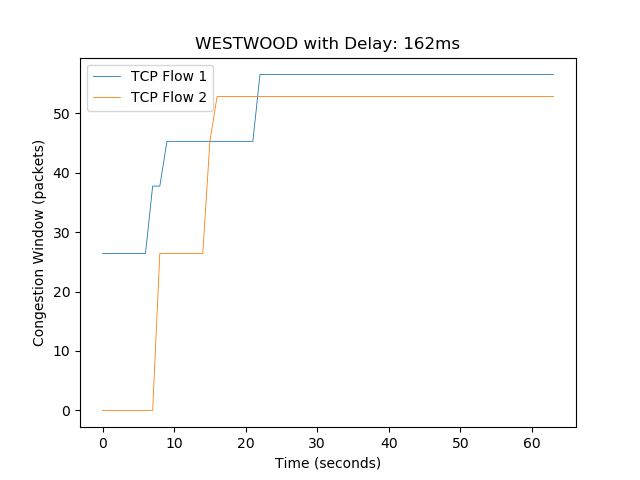 WESTWOOD with Delay: 162ms
TCP Flow 1
TCP Flow 2
Congestion Window (packets)
50
40
30
20
10
0
0 10 20 30 40 50 60
Time (seconds)